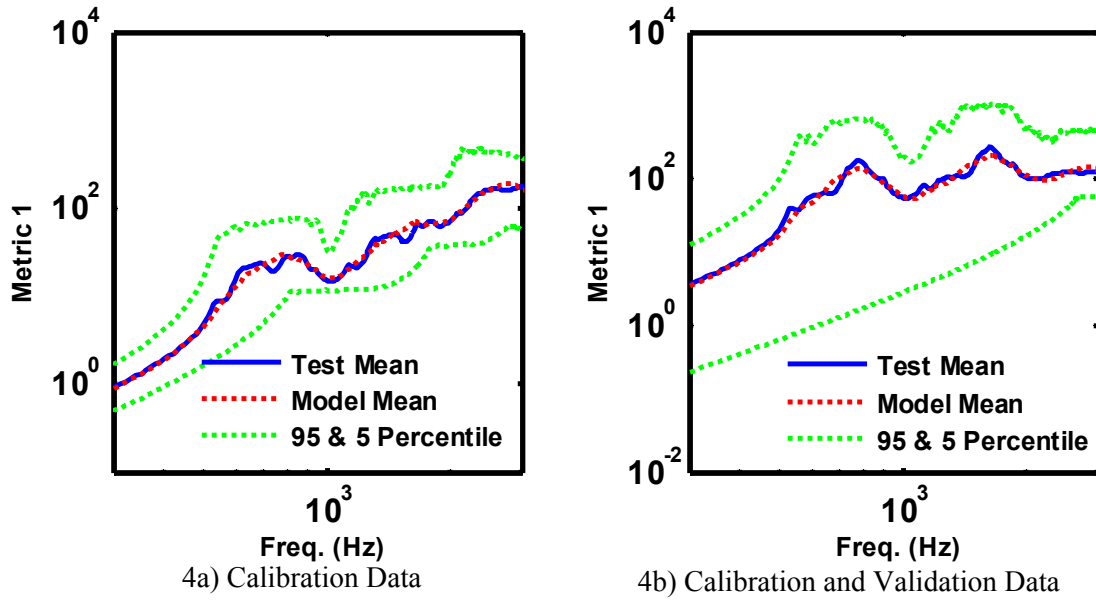 10^4
10^2
10^0
Metric 1
Test Mean
Model Mean
95 & 5 Percentile
10^3
Freq. (Hz)
4a) Calibration Data
10^4
10^2
10^0
10^-2
Metric 1
Test Mean
Model Mean
95 & 5 Percentile
10^3
Freq. (Hz)
4b) Calibration and Validation Data